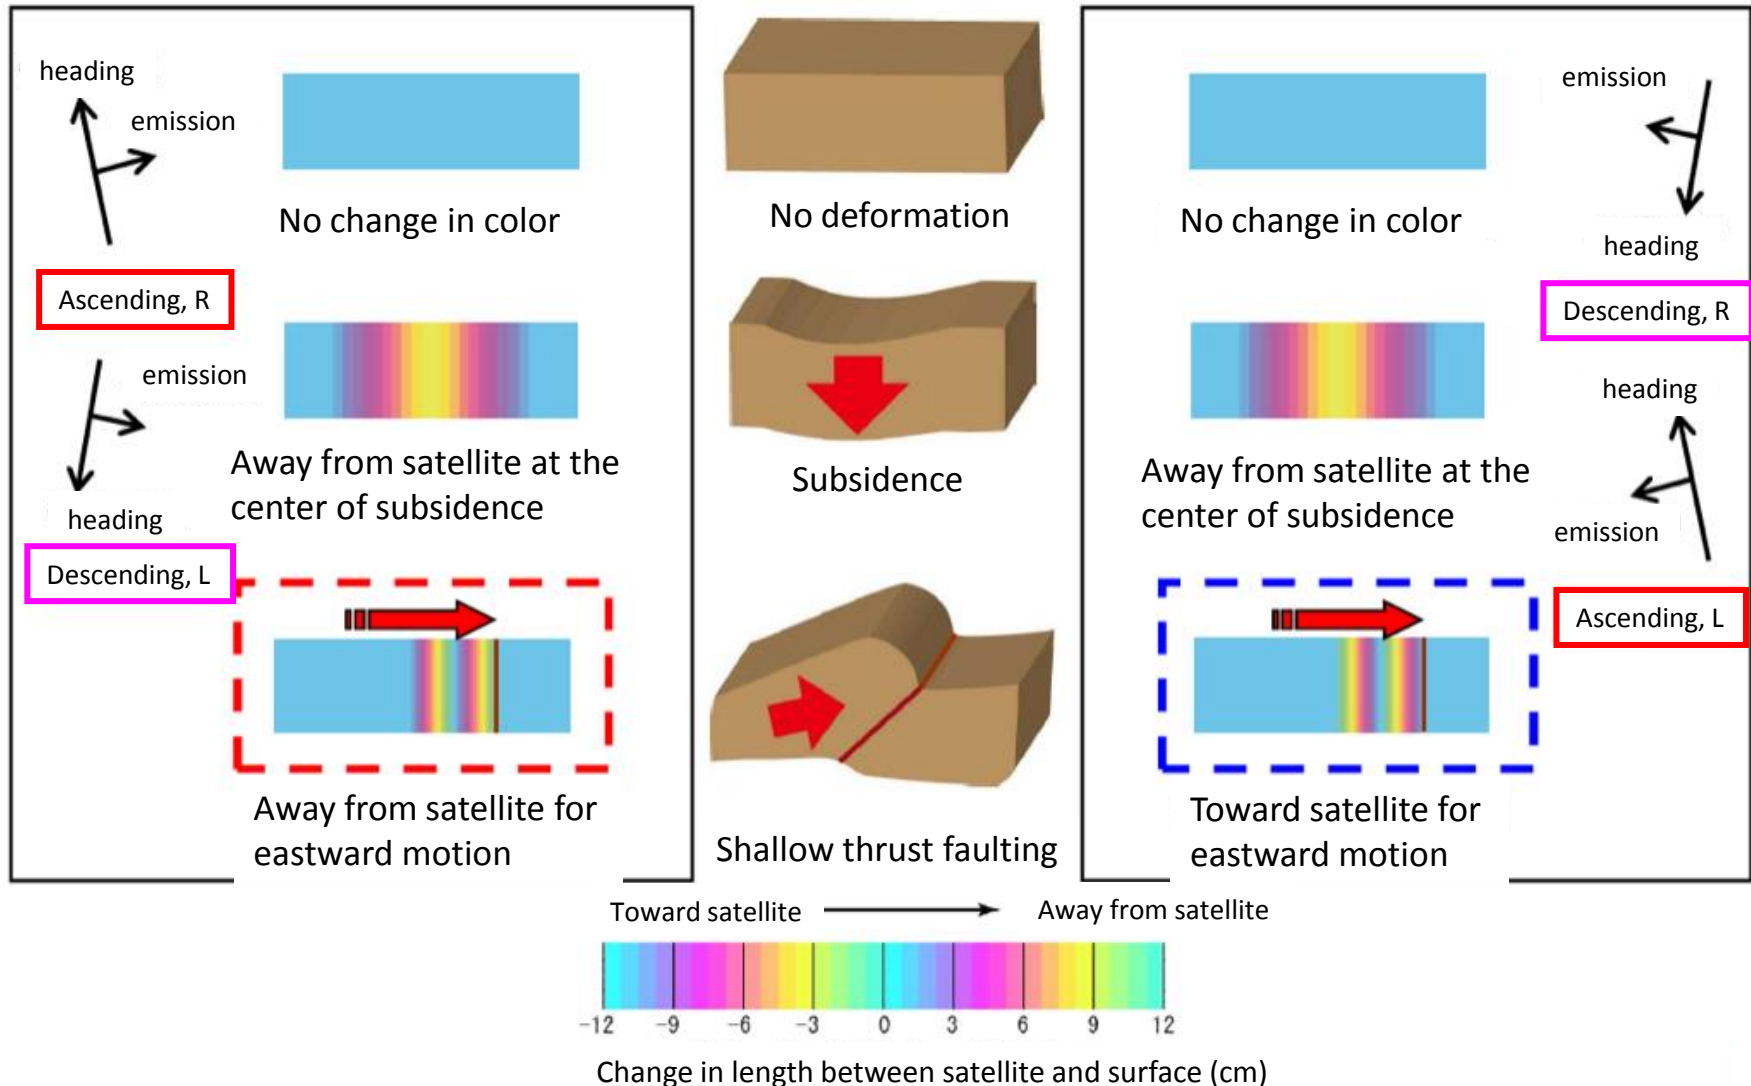 heading
emission
No change in color
Ascending, R
emission
Away from satellite at the
center of subsidence
heading
Descending, L
Away from satellite for
eastward motion
No deformation
Subsidence
Shallow thrust faulting
emission
No change in color
heading
Descending, R
heading
Away from satellite at the
center of subsidence
emission
Ascending, L
Toward satellite for
eastward motion
Toward satellite Away from satellite
-12 -9 -6 -3 0 3 6 9 12
Change in length between satellite and surface (cm)